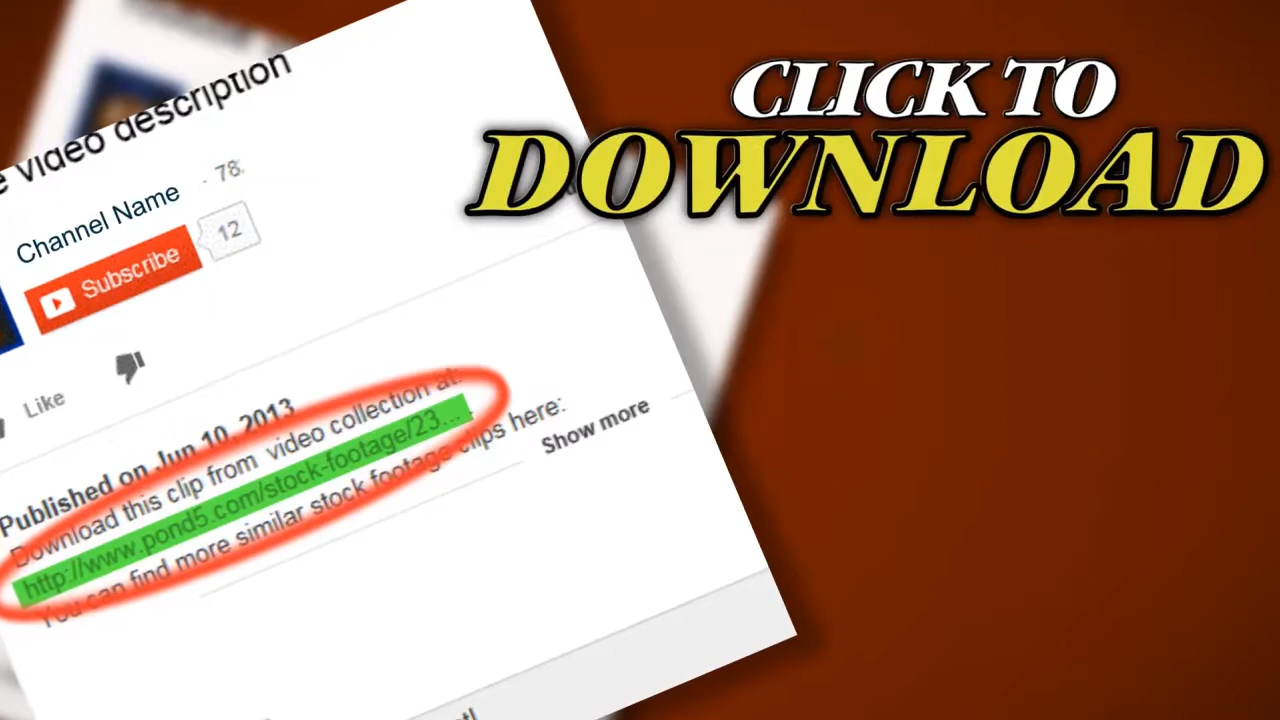 CLICK TO
DOWNLOAD
video description
Channel Name
78
Subscribe
12
Like
Published on Jun 10, 2013
Download this clip from video collection at:
http://www.pond5.com/stock-footage/23...
You can find more similar stock footage clips here:
Show more